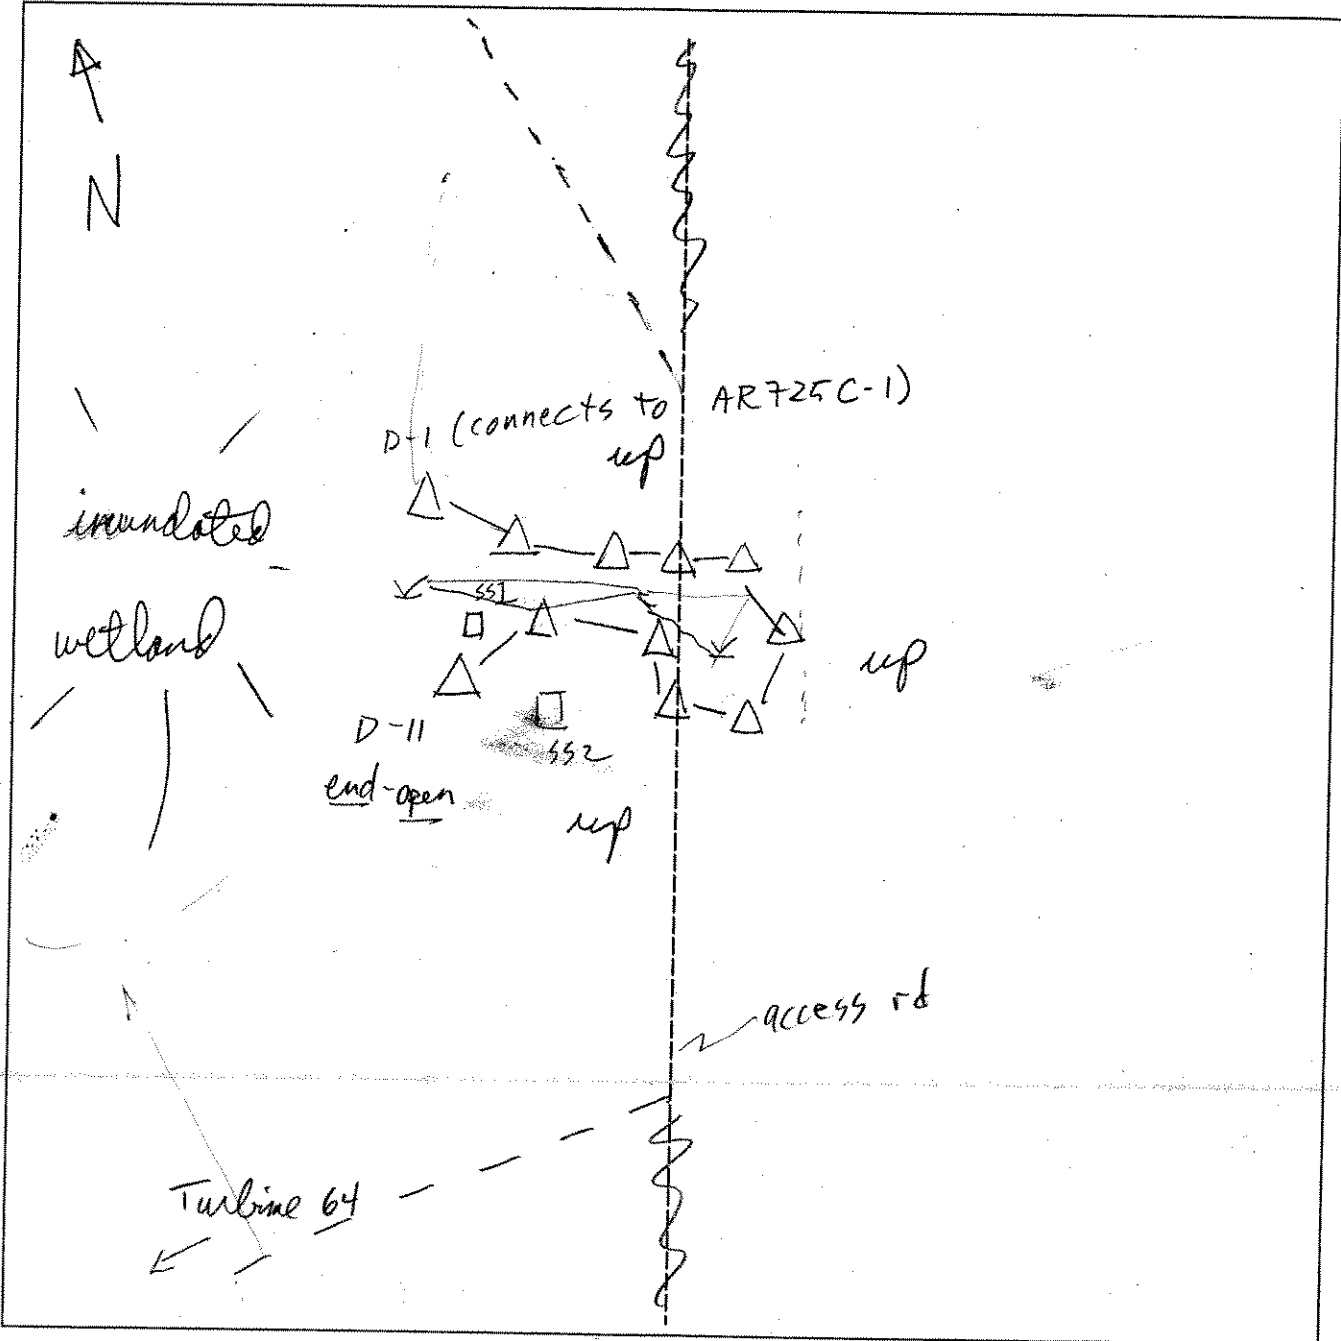 N
D-1 (connects to AR725C-1)
up
inundated
wetland
SS1
up
D-11
end-open
SS2
up
access rd
Turbine 64